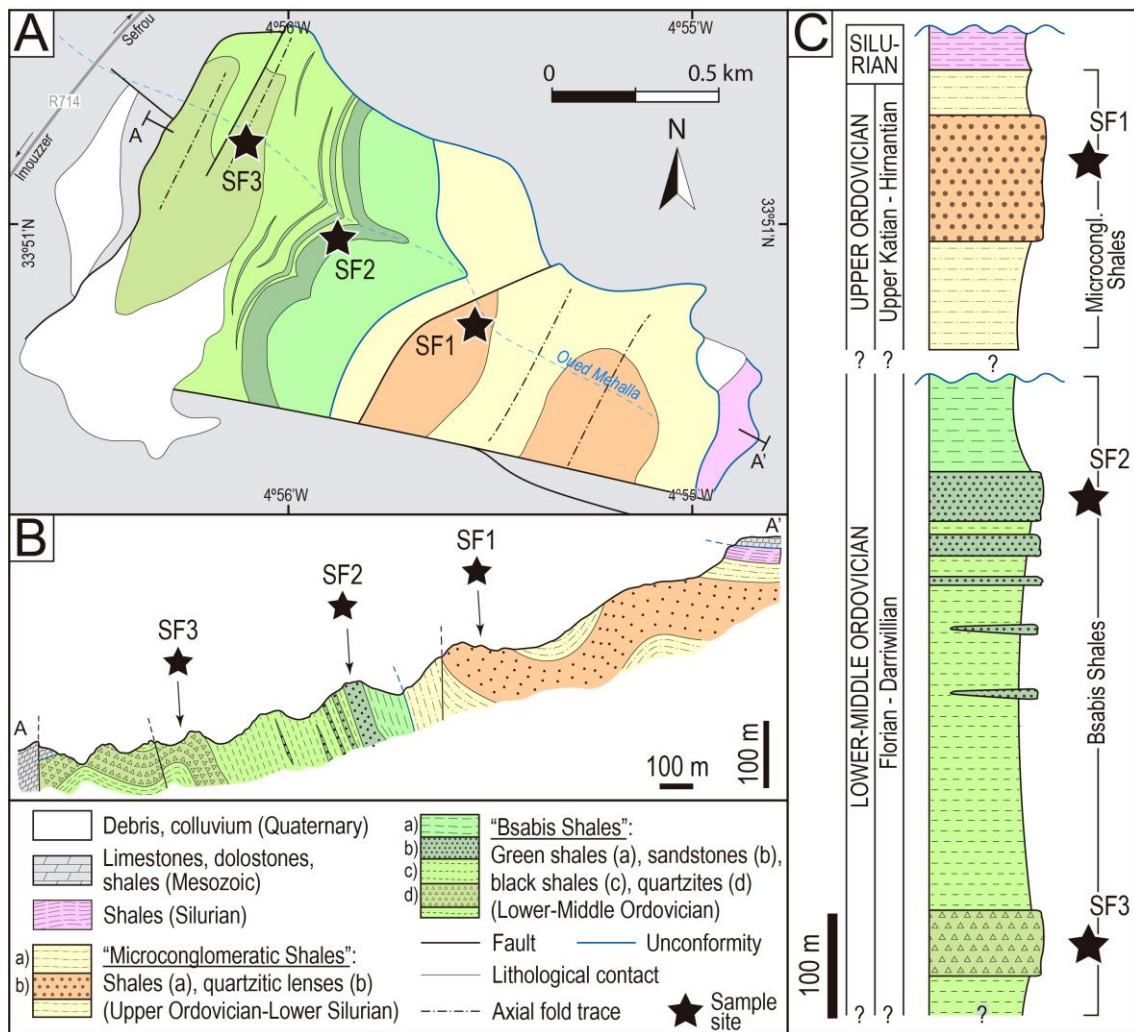 A
4º56'W
4º55'W
Sefrou
R714
Imouzzer
0
0.5 km
N
A
SF3
33º51'N
33º51'N
SF2
SF1
Oued Mehalla
A'
4º56'W
4º55'W
B
A'
SF1
SF2
SF3
A
100 m
100 m
Debris, colluvium (Quaternary)
Limestones, dolostones,
shales (Mesozoic)
Shales (Silurian)
a)
b)
"Microconglomeratic Shales":
Shales (a), quartzitic lenses (b)
(Upper Ordovician-Lower Silurian)
a)
b)
c)
d)
"Bsabis Shales":
Green shales (a), sandstones (b),
black shales (c), quartzites (d)
(Lower-Middle Ordovician)
Fault
Unconformity
Lithological contact
Axial fold trace
Sample
site
C
SILU-
RIAN
UPPER ORDOVICIAN
Upper Katian - Hirnantian
SF1
Microcongl.
Shales
? ? ?
LOWER-MIDDLE ORDOVICIAN
Florian - Darriwillian
SF2
Bsabis Shales
SF3
100 m
? ? ?